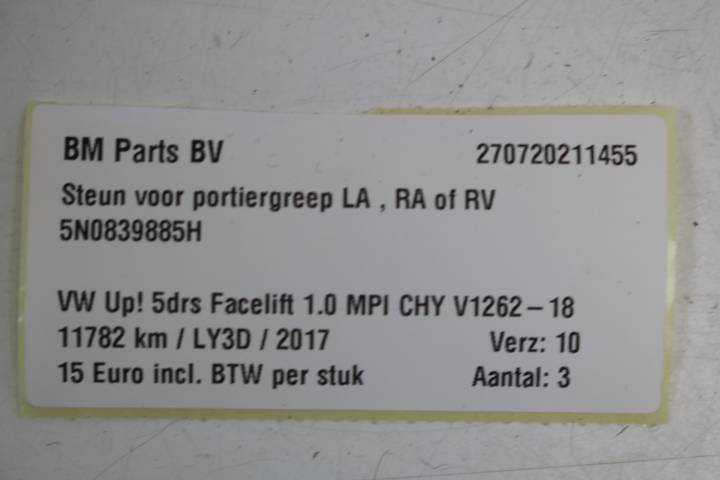 BM Parts BV 270720211455
Steun voor portiergreep LA , RA of RV
5N0839885H
VW Up! 5drs Facelift 1.0 MPI CHY V1262-18
11782 km / LY3D / 2017 Verz: 10
15 Euro incl. BTW per stuk Aantal: 3